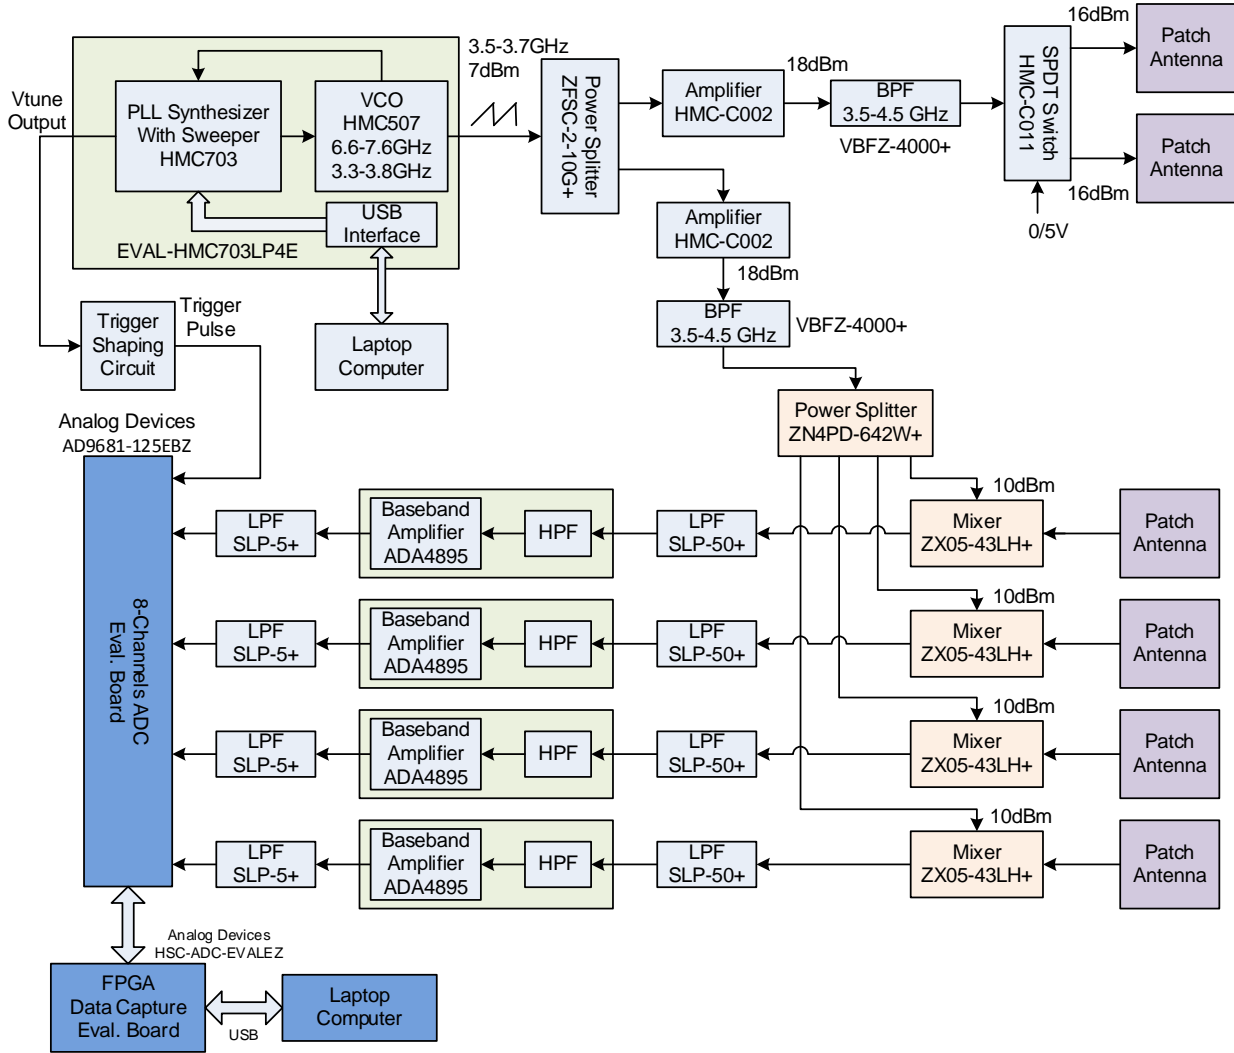 Vtune
Output
PLL Synthesizer
With Sweeper
HMC703
VCO
HMC507
6.6-7.6GHz
3.3-3.8GHz
USB
Interface
EVAL-HMC703LP4E
3.5-3.7GHz
7dBm
Power Splitter
ZFSC-2-10G+
Amplifier
HMC-C002
18dBm
BPF
3.5-4.5 GHz
VBFZ-4000+
SPDT Switch
HMC-C011
0/5V
16dBm
Patch
Antenna
16dBm
Patch
Antenna
Amplifier
HMC-C002
18dBm
BPF
3.5-4.5 GHz
VBFZ-4000+
Laptop
Computer
Trigger
Shaping
Circuit
Trigger
Pulse
Power Splitter
ZN4PD-642W+
Analog Devices
AD9681-125EBZ
8-Channels ADC
Eval. Board
LPF
SLP-5+
Baseband
Amplifier
ADA4895
HPF
LPF
SLP-50+
10dBm
Mixer
ZX05-43LH+
Patch
Antenna
LPF
SLP-5+
Baseband
Amplifier
ADA4895
HPF
LPF
SLP-50+
10dBm
Mixer
ZX05-43LH+
Patch
Antenna
LPF
SLP-5+
Baseband
Amplifier
ADA4895
HPF
LPF
SLP-50+
10dBm
Mixer
ZX05-43LH+
Patch
Antenna
LPF
SLP-5+
Baseband
Amplifier
ADA4895
HPF
LPF
SLP-50+
10dBm
Mixer
ZX05-43LH+
Patch
Antenna
Analog Devices
HSC-ADC-EVALEZ
FPGA
Data Capture
Eval. Board
USB
Laptop
Computer